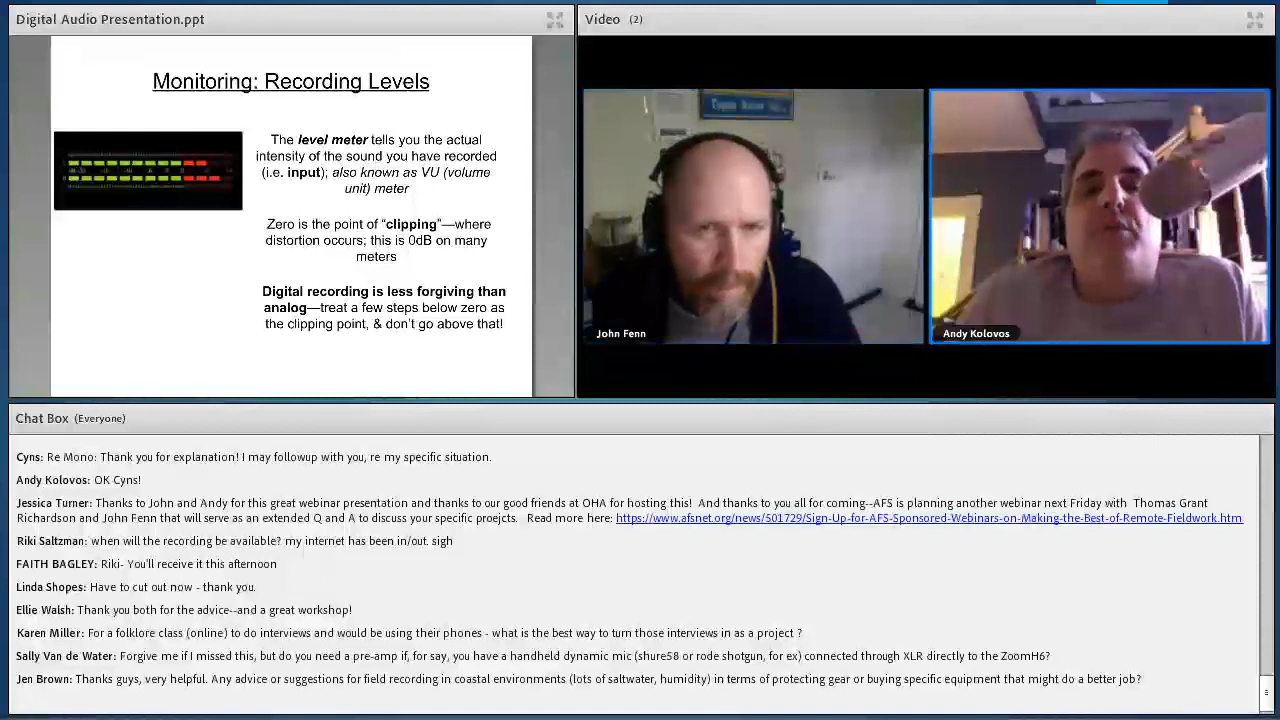 Digital Audio Presentation.ppt
Video (2)
Monitoring: Recording Levels
The level meter tells you the actual
intensity of the sound you have recorded
(i.e. input); also known as VU (volume
unit) meter
Zero is the point of “clipping”—where
distortion occurs; this is 0dB on many
meters
Digital recording is less forgiving than
analog—treat a few steps below zero as
the clipping point, & don’t go above that!
John Fenn
Andy Kolovos
Chat Box (Everyone)
Cyns: Re Mono: Thank you for explanation! I may followup with you, re my specific situation.
Andy Kolovos: OK Cyns!
Jessica Turner: Thanks to John and Andy for this great webinar presentation and thanks to our good friends at OHA for hosting this! And thanks to you all for coming--AFS is planning another webinar next Friday with Thomas Grant
Richardson and John Fenn that will serve as an extended Q and A to discuss your specific proejcts. Read more here: https://www.afsnet.org/news/501729/Sign-Up-for-AFS-Sponsored-Webinars-on-Making-the-Best-of-Remote-Fieldwork.htm
Riki Saltzman: when will the recording be available? my internet has been in/out. sigh
FAITH BAGLEY: Riki- You'll receive it this afternoon
Linda Shopes: Have to cut out now - thank you.
Ellie Walsh: Thank you both for the advice--and a great workshop!
Karen Miller: For a folklore class (online) to do interviews and would be using their phones - what is the best way to turn those interviews in as a project ?
Sally Van de Water: Forgive me if I missed this, but do you need a pre-amp if, for say, you have a handheld dynamic mic (shure58 or rode shotgun, for ex) connected through XLR directly to the ZoomH6?
Jen Brown: Thanks guys, very helpful. Any advice or suggestions for field recording in coastal environments (lots of saltwater, humidity) in terms of protecting gear or buying specific equipment that might do a better job?